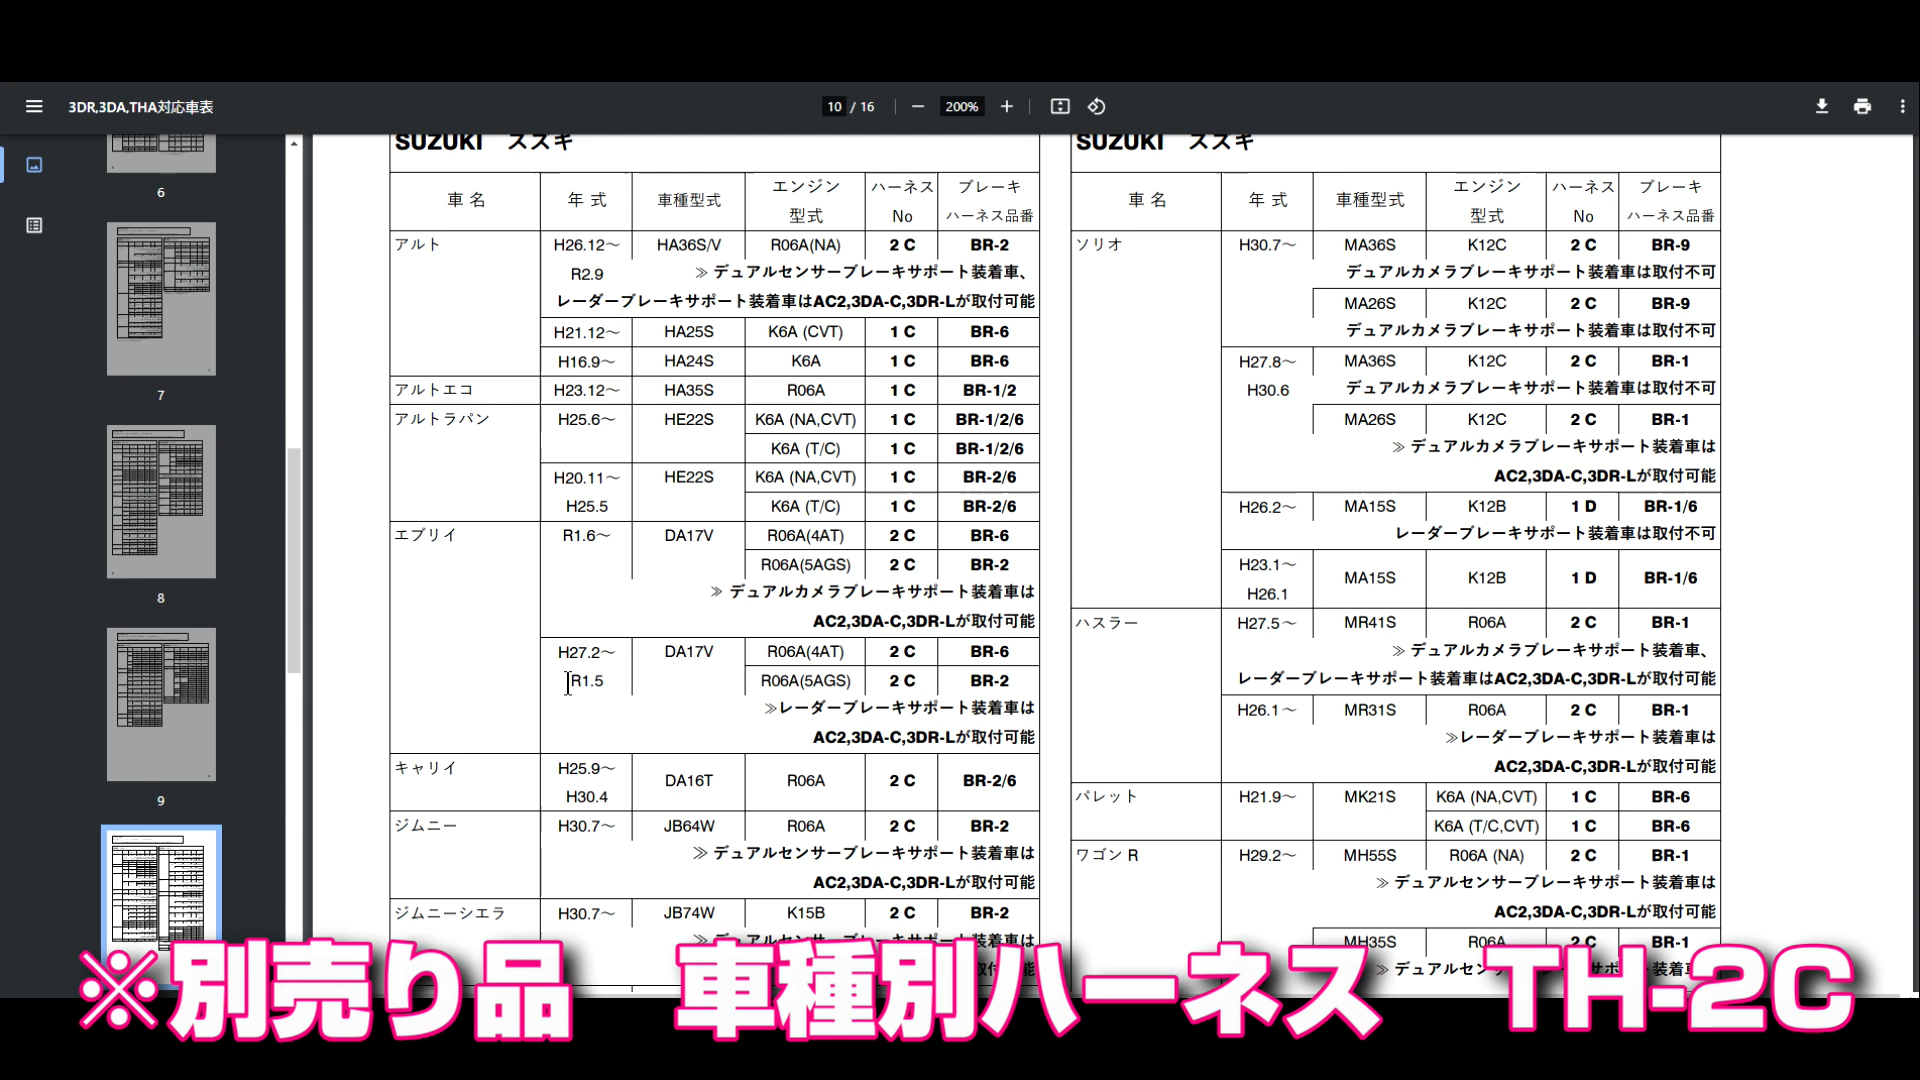 3DR,3DA,THA対応車表
10 / 16
200%
6
7
8
9
SUZUKI スズキ
車 名 年 式 車種型式 エンジン型式 ハーネスNo ブレーキハーネス品番
アルト H26.12～ HA36S/V R06A(NA) 2 C BR-2
R2.9 ≫ デュアルセンサーブレーキサポート装着車、
レーダーブレーキサポート装着車はAC2,3DA-C,3DR-Lが取付可能
H21.12～ HA25S K6A (CVT) 1 C BR-6
H16.9～ HA24S K6A 1 C BR-6
アルトエコ H23.12～ HA35S R06A 1 C BR-1/2
アルトラパン H25.6～ HE22S K6A (NA,CVT) 1 C BR-1/2/6
K6A (T/C) 1 C BR-1/2/6
H20.11～ HE22S K6A (NA,CVT) 1 C BR-2/6
H25.5 K6A (T/C) 1 C BR-2/6
エブリイ R1.6～ DA17V R06A(4AT) 2 C BR-6
R06A(5AGS) 2 C BR-2
≫ デュアルカメラブレーキサポート装着車は
AC2,3DA-C,3DR-Lが取付可能
H27.2～ DA17V R06A(4AT) 2 C BR-6
R1.5 R06A(5AGS) 2 C BR-2
≫レーダーブレーキサポート装着車は
AC2,3DA-C,3DR-Lが取付可能
キャリイ H25.9～ DA16T R06A 2 C BR-2/6
H30.4
ジムニー H30.7～ JB64W R06A 2 C BR-2
≫ デュアルセンサーブレーキサポート装着車は
AC2,3DA-C,3DR-Lが取付可能
ジムニーシエラ H30.7～ JB74W K15B 2 C BR-2
SUZUKI スズキ
車 名 年 式 車種型式 エンジン型式 ハーネスNo ブレーキハーネス品番
ソリオ H30.7～ MA36S K12C 2 C BR-9
デュアルカメラブレーキサポート装着車は取付不可
MA26S K12C 2 C BR-9
デュアルカメラブレーキサポート装着車は取付不可
H27.8～ MA36S K12C 2 C BR-1
H30.6 デュアルカメラブレーキサポート装着車は取付不可
MA26S K12C 2 C BR-1
≫ デュアルカメラブレーキサポート装着車は
AC2,3DA-C,3DR-Lが取付可能
H26.2～ MA15S K12B 1 D BR-1/6
レーダーブレーキサポート装着車は取付不可
H23.1～ MA15S K12B 1 D BR-1/6
H26.1
ハスラー H27.5～ MR41S R06A 2 C BR-1
≫ デュアルカメラブレーキサポート装着車、
レーダーブレーキサポート装着車はAC2,3DA-C,3DR-Lが取付可能
H26.1～ MR31S R06A 2 C BR-1
≫レーダーブレーキサポート装着車は
AC2,3DA-C,3DR-Lが取付可能
パレット H21.9～ MK21S K6A (NA,CVT) 1 C BR-6
K6A (T/C,CVT) 1 C BR-6
ワゴン R H29.2～ MH55S R06A (NA) 2 C BR-1
≫ デュアルセンサーブレーキサポート装着車は
AC2,3DA-C,3DR-Lが取付可能
MH35S R06A 2 C BR-1
※別売り品 車種別ハーネス TH-2C